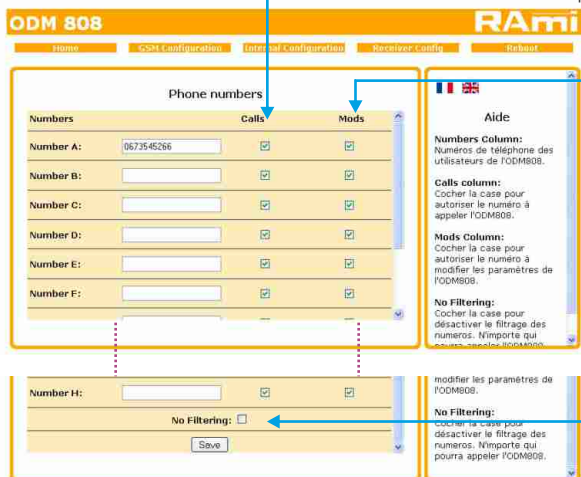 ODM 808
RAmi
Home
GSM Configuration
Internal Configuration
Receiver Config
Reboot
Phone numbers
Numbers
Calls
Mods
Number A:
0673545266
Number B:
Number C:
Number D:
Number E:
Number F:
Number H:
No Filtering:
Save
Aide
Numbers Column:
Numéros de téléphone des
utilisateurs de l'ODM808.
Calls column:
Cocher la case pour
autoriser le numéro à
appeler l'ODM808.
Mods Column:
Cocher la case pour
autoriser le numéro à
modifier les paramètres de
l'ODM808.
No Filtering:
Cocher la case pour
désactiver le filtrage des
numeros. N'importe qui
pourra appeler l'ODM808
modifier les paramètres de
l'ODM808.
No Filtering:
Cocher la case pour
désactiver le filtrage des
numeros. N'importe qui
pourra appeler l'ODM808.